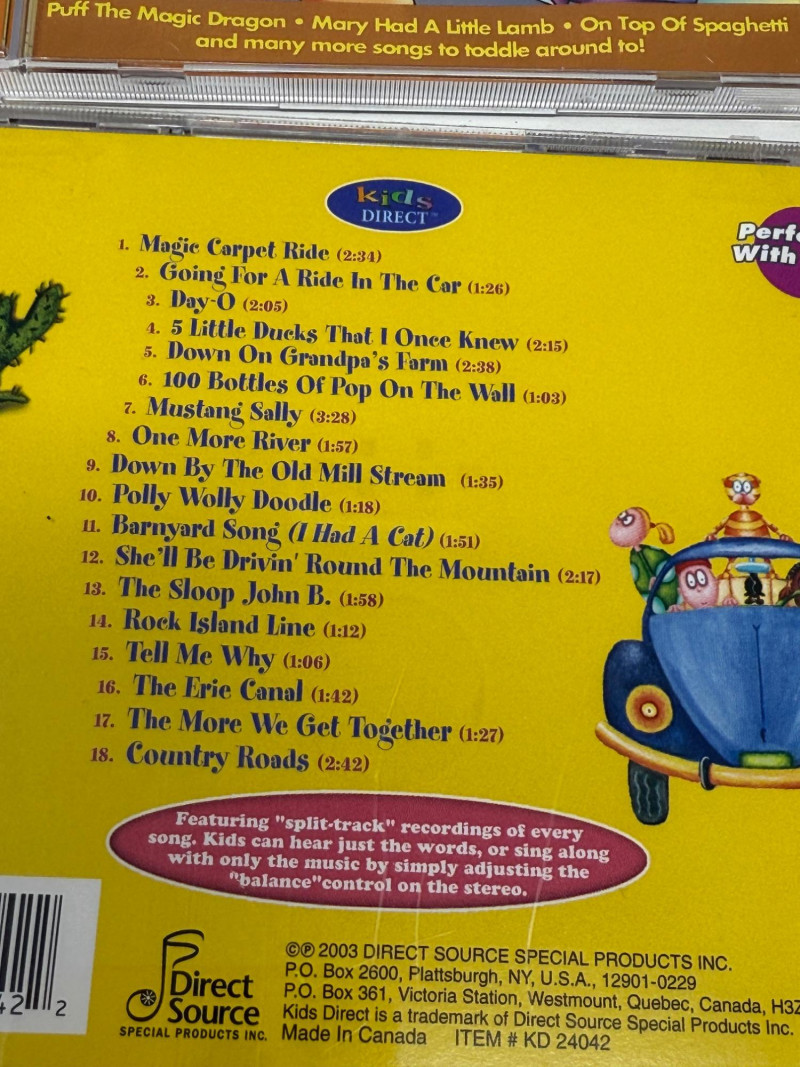 Puff The Magic Dragon • Mary Had A Little Lamb • On Top Of Spaghetti
and many more songs to toddle around to!
kids
DIRECT™
Perfe
With
1. Magic Carpet Ride (2:34)
2. Going For A Ride In The Car (1:26)
3. Day-O (2:05)
4. 5 Little Ducks That I Once Knew (2:15)
5. Down On Grandpa's Farm (2:38)
6. 100 Bottles Of Pop On The Wall (1:03)
7. Mustang Sally (3:28)
8. One More River (1:57)
9. Down By The Old Mill Stream (1:35)
10. Polly Wolly Doodle (1:18)
11. Barnyard Song (I Had A Cat) (1:51)
12. She'll Be Drivin' Round The Mountain (2:17)
13. The Sloop John B. (1:58)
14. Rock Island Line (1:12)
15. Tell Me Why (1:06)
16. The Erie Canal (1:42)
17. The More We Get Together (1:27)
18. Country Roads (2:42)
Featuring "split-track" recordings of every
song. Kids can hear just the words, or sing along
with only the music by simply adjusting the
"balance"control on the stereo.
42 2
Direct
Source
SPECIAL PRODUCTS INC.
©℗ 2003 DIRECT SOURCE SPECIAL PRODUCTS INC.
P.O. Box 2600, Plattsburgh, NY, U.S.A., 12901-0229
P.O. Box 361, Victoria Station, Westmount, Quebec, Canada, H3Z
Kids Direct is a trademark of Direct Source Special Products Inc.
Made In Canada ITEM # KD 24042